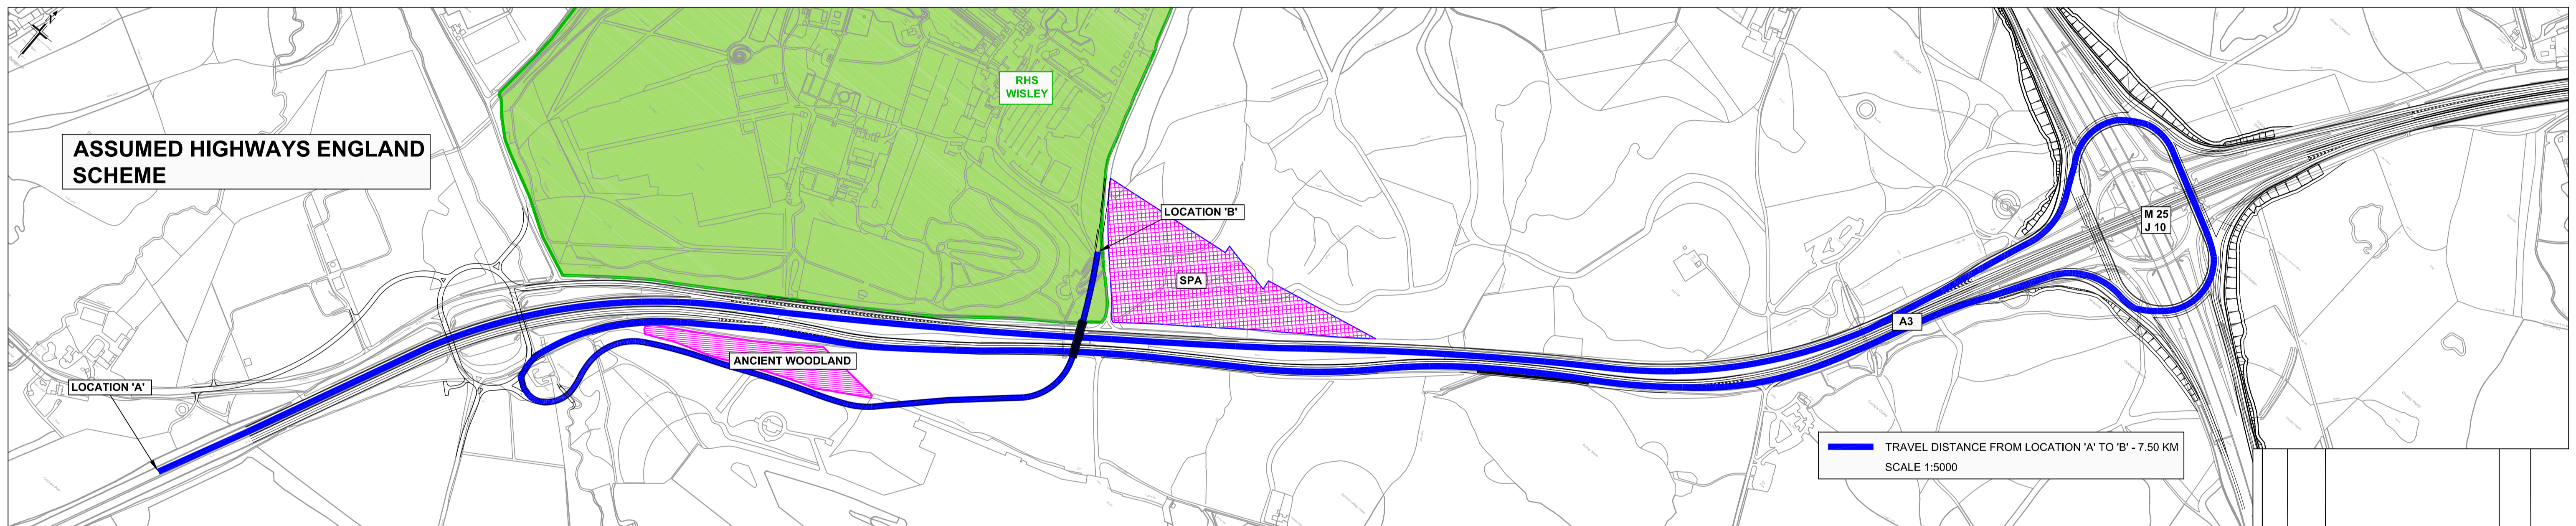 RHS
WISLEY
ASSUMED HIGHWAYS ENGLAND
SCHEME
LOCATION 'B'
M 25
J 10
SPA
A3
ANCIENT WOODLAND
LOCATION 'A'
TRAVEL DISTANCE FROM LOCATION 'A' TO 'B' - 7.50 KM
SCALE 1:5000